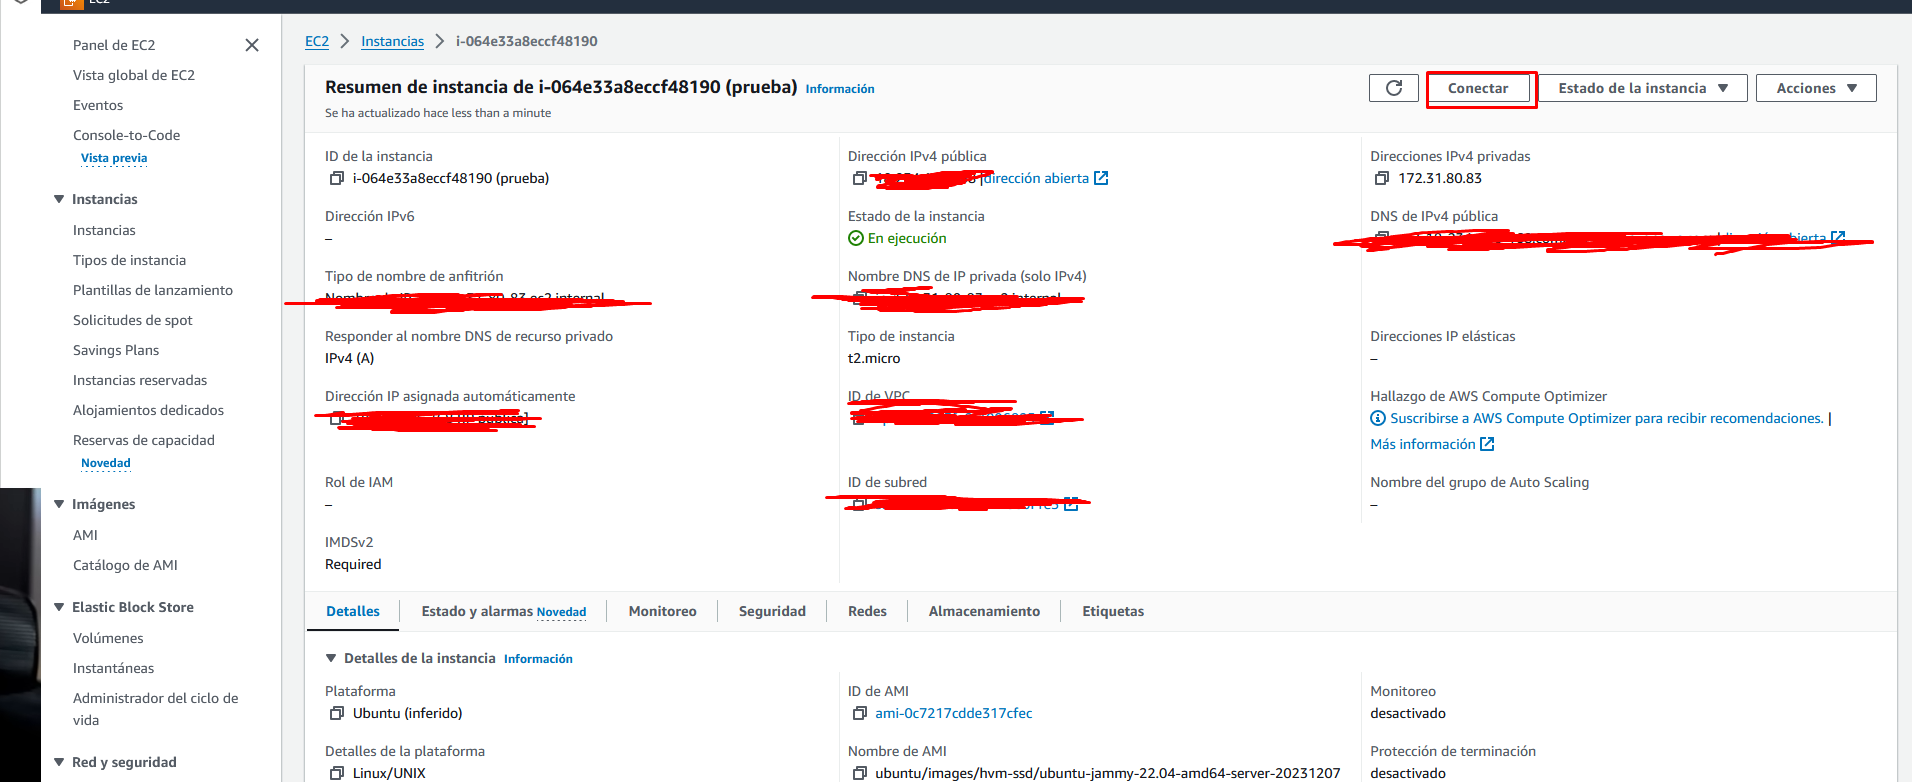 EC2
Panel de EC2
Vista global de EC2
Eventos
Console-to-Code
Vista previa
Instancias
Instancias
Tipos de instancia
Plantillas de lanzamiento
Solicitudes de spot
Savings Plans
Instancias reservadas
Alojamientos dedicados
Reservas de capacidad
Novedad
Imágenes
AMI
Catálogo de AMI
Elastic Block Store
Volúmenes
Instantáneas
Administrador del ciclo de
vida
Red y seguridad
EC2 Instancias i-064e33a8eccf48190
Resumen de instancia de i-064e33a8eccf48190 (prueba) Información
Se ha actualizado hace less than a minute
Conectar
Estado de la instancia
Acciones
ID de la instancia
i-064e33a8eccf48190 (prueba)
Dirección IPv4 pública
dirección abierta
Direcciones IPv4 privadas
172.31.80.83
Dirección IPv6
–
Estado de la instancia
En ejecución
DNS de IPv4 pública
Tipo de nombre de anfitrión
Nombre DNS de IP privada (solo IPv4)
Responder al nombre DNS de recurso privado
IPv4 (A)
Tipo de instancia
t2.micro
Direcciones IP elásticas
–
Dirección IP asignada automáticamente
ID de VPC
Hallazgo de AWS Compute Optimizer
Suscribirse a AWS Compute Optimizer para recibir recomendaciones. |
Más información
Rol de IAM
–
ID de subred
Nombre del grupo de Auto Scaling
–
IMDSv2
Required
Detalles
Estado y alarmas Novedad
Monitoreo
Seguridad
Redes
Almacenamiento
Etiquetas
Detalles de la instancia Información
Plataforma
Ubuntu (inferido)
ID de AMI
ami-0c7217cdde317cfec
Monitoreo
desactivado
Detalles de la plataforma
Linux/UNIX
Nombre de AMI
ubuntu/images/hvm-ssd/ubuntu-jammy-22.04-amd64-server-20231207
Protección de terminación
desactivado